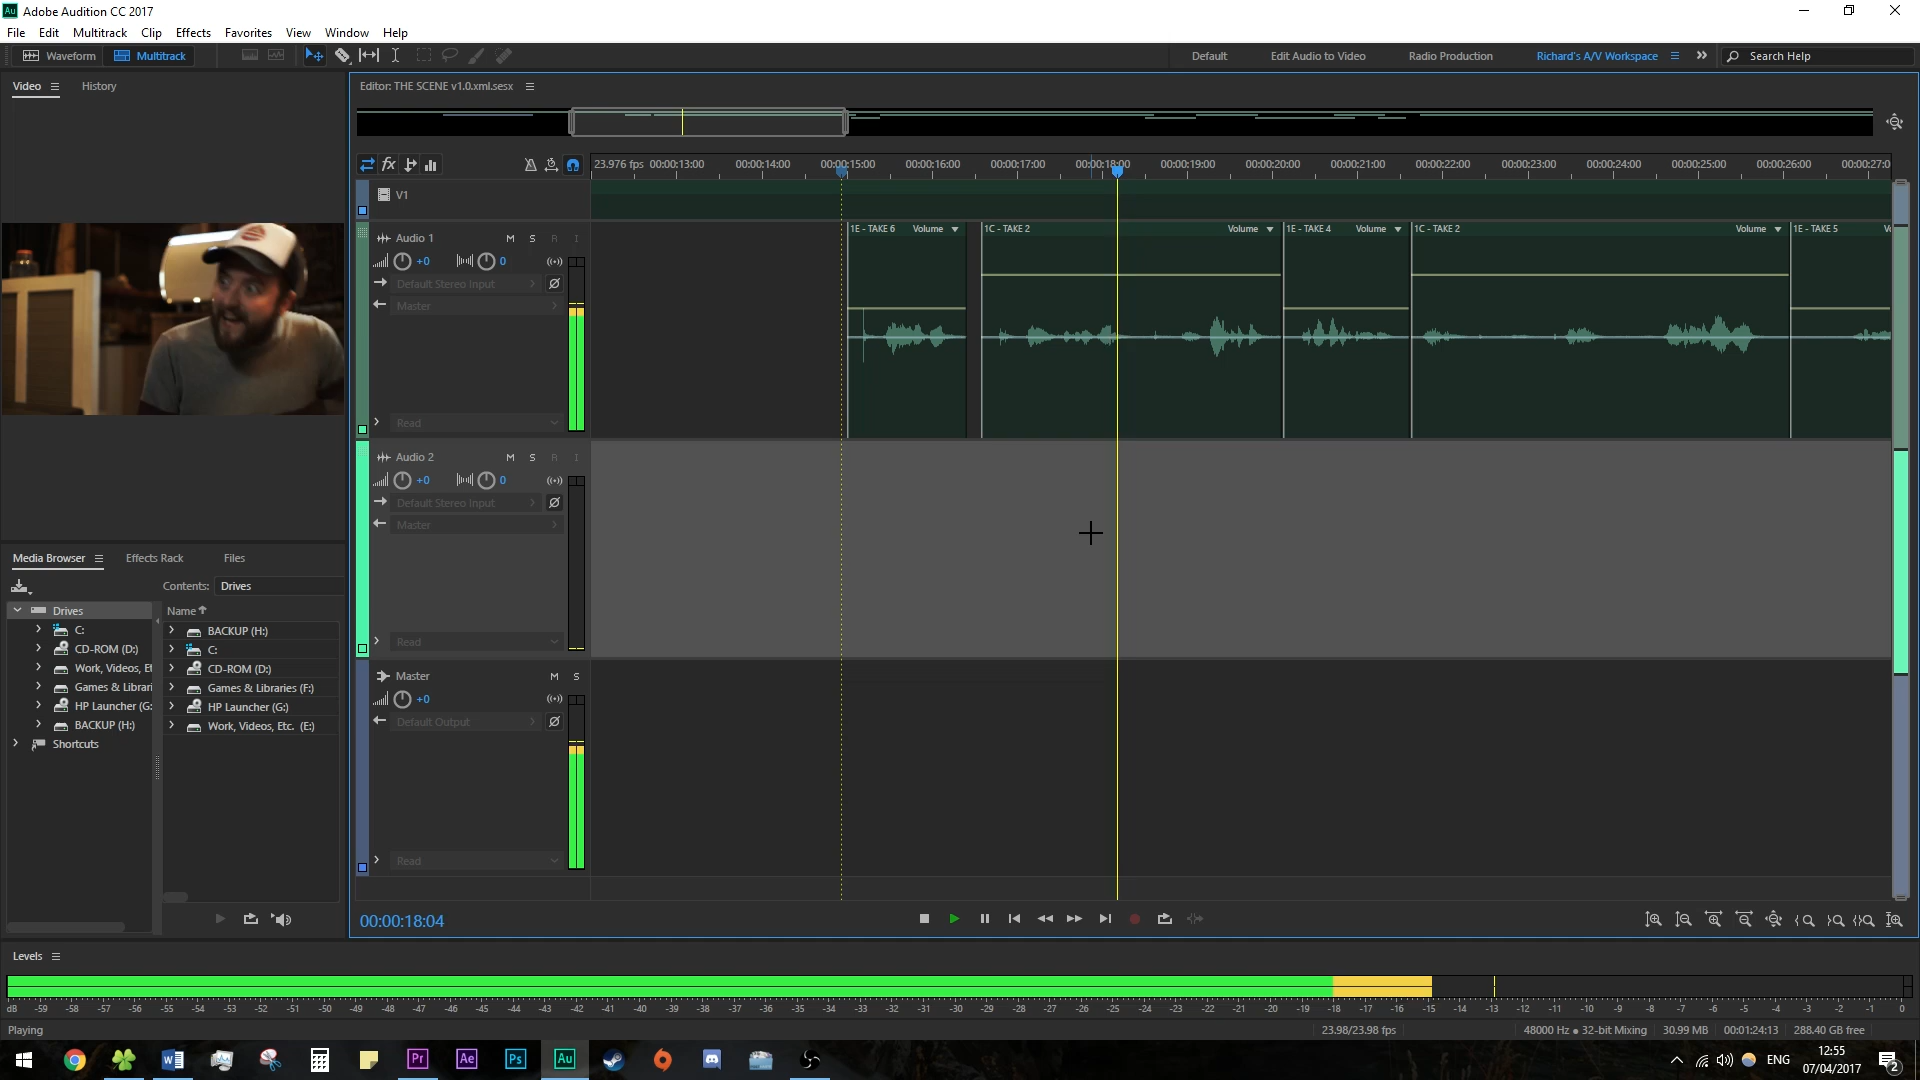 Au Adobe Audition CC 2017
File Edit Multitrack Clip Effects Favorites View Window Help
Waveform Multitrack Default Edit Audio to Video Radio Production Richard's A/V Workspace Search Help
Video History
Editor: THE SCENE v1.0.xml.sesx
fx 23.976 fps 00:00:13:00 00:00:14:00 00:00:15:00 00:00:16:00 00:00:17:00 00:00:18:00 00:00:19:00 00:00:20:00 00:00:21:00 00:00:22:00 00:00:23:00 00:00:24:00 00:00:25:00 00:00:26:00 00:00:27:0
V1
Audio 1 M S R I
1E - TAKE 6 Volume 1C - TAKE 2 Volume 1E - TAKE 4 Volume 1C - TAKE 2 Volume 1E - TAKE 5
+0 0
Default Stereo Input
Master
Read
Audio 2 M S R I
+0 0
Default Stereo Input
Master
Read
Master M S
+0
Default Output
Read
Media Browser Effects Rack Files
Contents: Drives
Drives Name
C: BACKUP (H:)
CD-ROM (D:) C:
Work, Videos, Et CD-ROM (D:)
Games & Librari Games & Libraries (F:)
HP Launcher (G: HP Launcher (G:)
BACKUP (H:) Work, Videos, Etc. (E:)
Shortcuts
00:00:18:04
Levels
dB -59 -58 -57 -56 -55 -54 -53 -52 -51 -50 -49 -48 -47 -46 -45 -44 -43 -42 -41 -40 -39 -38 -37 -36 -35 -34 -33 -32 -31 -30 -29 -28 -27 -26 -25 -24 -23 -22 -21 -20 -19 -18 -17 -16 -15 -14 -13 -12 -11 -10 -9 -8 -7 -6 -5 -4 -3 -2 -1 0
Playing 23.98/23.98 fps 48000 Hz • 32-bit Mixing 30.99 MB 00:01:24:13 288.40 GB free
Pr Ae Ps Au ENG 12:55
07/04/2017 2